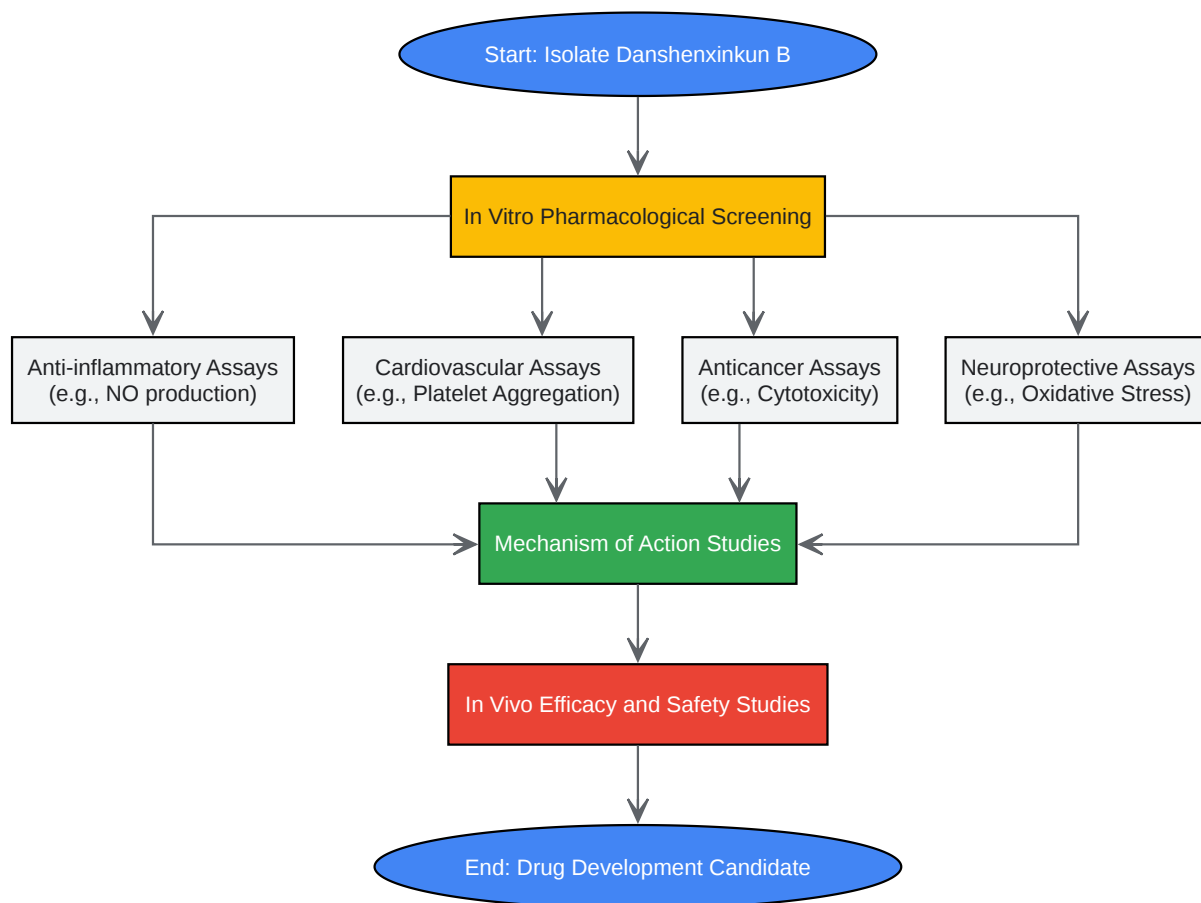 Start: Isolate Danshenxinkun B
In Vitro Pharmacological Screening
Anti-inflammatory Assays
(e.g., NO production)
Cardiovascular Assays
(e.g., Platelet Aggregation)
Anticancer Assays
(e.g., Cytotoxicity)
Neuroprotective Assays
(e.g., Oxidative Stress)
Mechanism of Action Studies
In Vivo Efficacy and Safety Studies
End: Drug Development Candidate